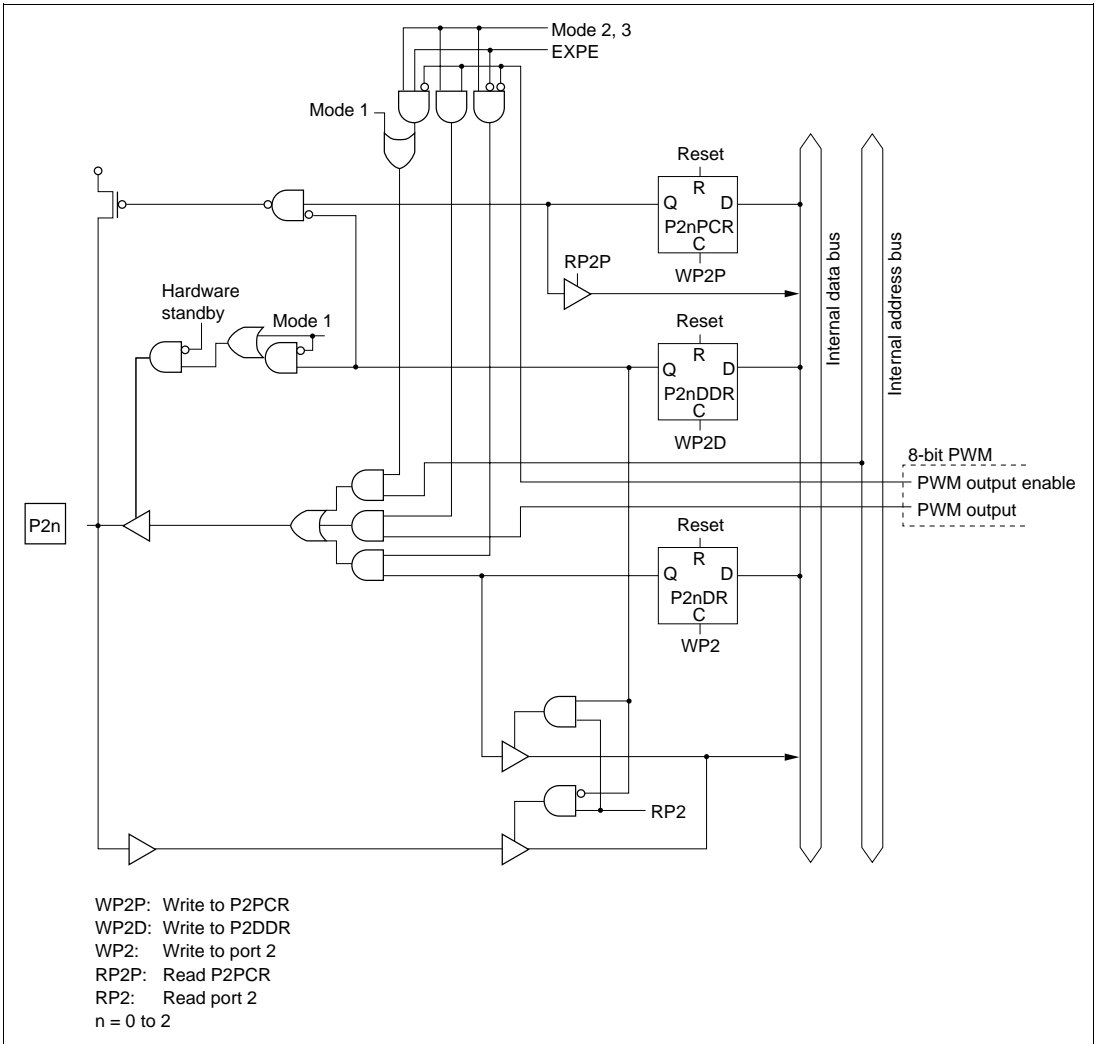 Mode 2, 3
EXPE
Mode 1
Reset
R
Q D
P2nPCR
C
WP2P
RP2P
Hardware
standby
Mode 1
Reset
R
Q D
P2nDDR
C
WP2D
Internal data bus
Internal address bus
8-bit PWM
PWM output enable
PWM output
P2n
Reset
R
Q D
P2nDR
C
WP2
RP2
WP2P: Write to P2PCR
WP2D: Write to P2DDR
WP2: Write to port 2
RP2P: Read P2PCR
RP2: Read port 2
n = 0 to 2